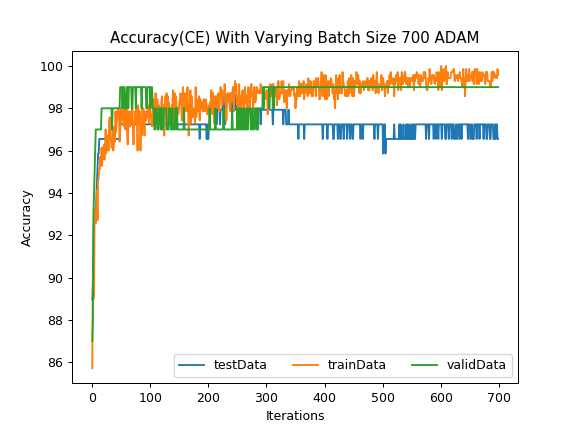 Accuracy(CE) With Varying Batch Size 700 ADAM
100
98
96
94
92
90
88
86
Accuracy
testData trainData validData
0 100 200 300 400 500 600 700
Iterations